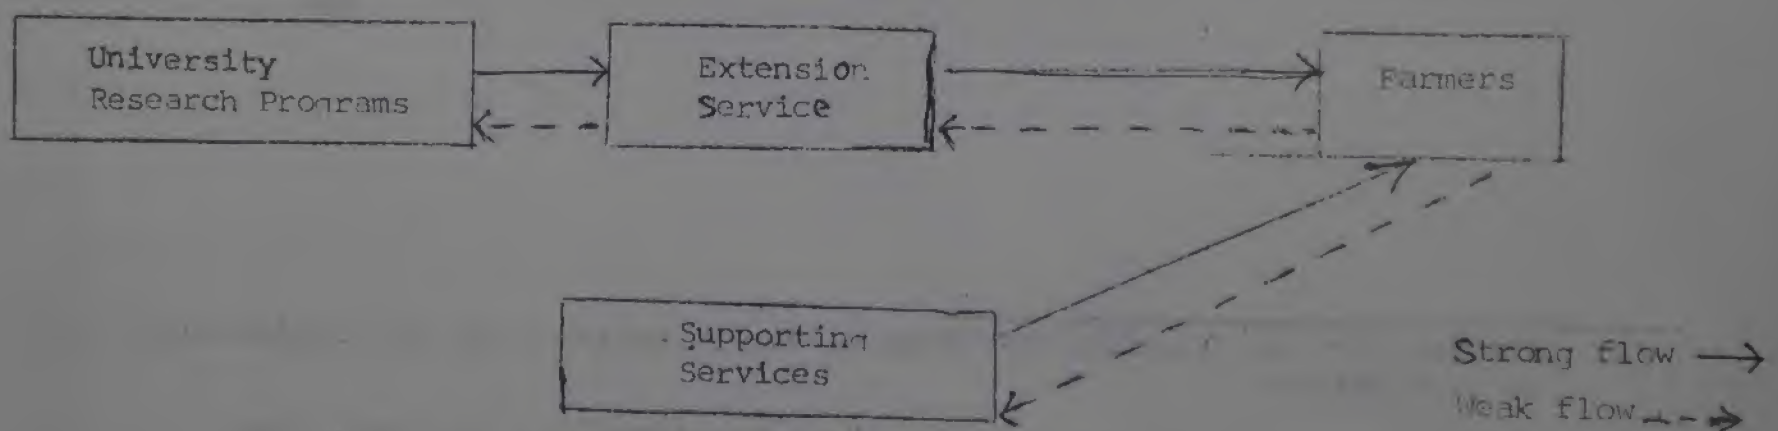 University
Research Programs
Extension
Service
Farmers
Supporting
Services
Strong flow
Weak flow